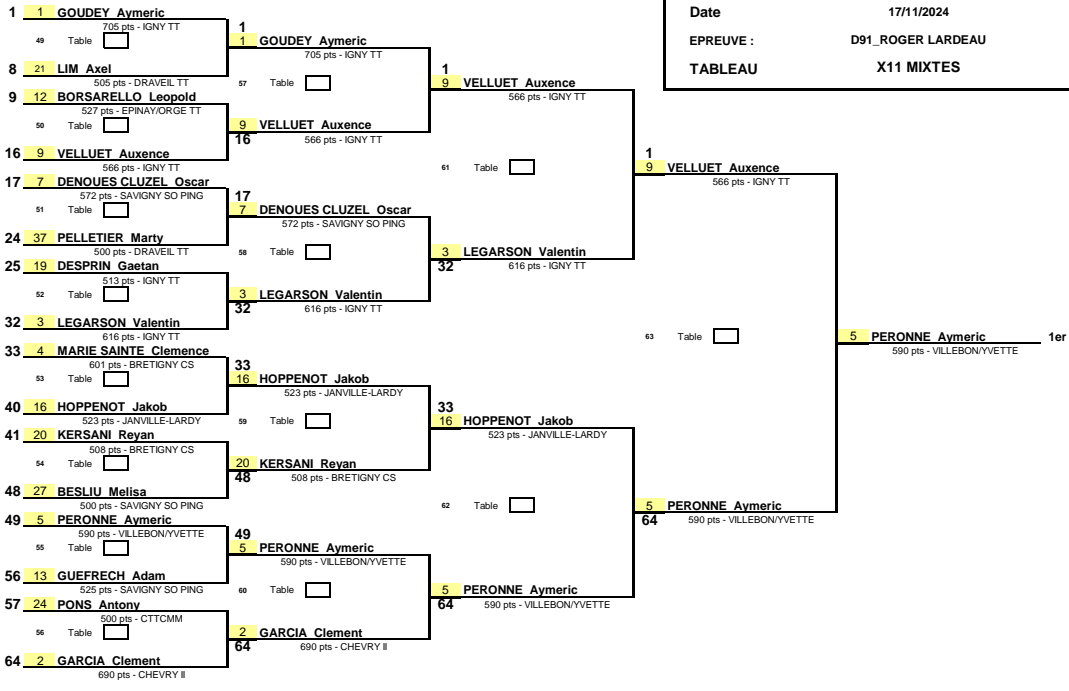 Date 17/11/2024
EPREUVE : D91_ROGER LARDEAU
TABLEAU X11 MIXTES
1 1 GOUDEY Aymeric
705 pts - IGNY TT
49 Table
8 21 LIM Axel
505 pts - DRAVEIL TT
9 12 BORSARELLO Leopold
527 pts - EPINAY/ORGE TT
50 Table
16 9 VELLUET Auxence
566 pts - IGNY TT
17 7 DENOUES CLUZEL Oscar
572 pts - SAVIGNY SO PING
51 Table
24 37 PELLETIER Marty
500 pts - DRAVEIL TT
25 19 DESPRIN Gaetan
513 pts - IGNY TT
52 Table
32 3 LEGARSON Valentin
616 pts - IGNY TT
33 4 MARIE SAINTE Clemence
601 pts - BRETIGNY CS
53 Table
40 16 HOPPENOT Jakob
523 pts - JANVILLE-LARDY
41 20 KERSANI Reyan
508 pts - BRETIGNY CS
54 Table
48 27 BESLIU Melisa
500 pts - SAVIGNY SO PING
49 5 PERONNE Aymeric
590 pts - VILLEBON/YVETTE
55 Table
56 13 GUEFRECH Adam
525 pts - SAVIGNY SO PING
57 24 PONS Antony
500 pts - CTTCMM
56 Table
64 2 GARCIA Clement
690 pts - CHEVRY II
1
1 GOUDEY Aymeric
705 pts - IGNY TT
57 Table
9 VELLUET Auxence
16 566 pts - IGNY TT
17
7 DENOUES CLUZEL Oscar
572 pts - SAVIGNY SO PING
58 Table
3 LEGARSON Valentin
32 616 pts - IGNY TT
33
16 HOPPENOT Jakob
523 pts - JANVILLE-LARDY
59 Table
20 KERSANI Reyan
48 508 pts - BRETIGNY CS
49
5 PERONNE Aymeric
590 pts - VILLEBON/YVETTE
60 Table
2 GARCIA Clement
64 690 pts - CHEVRY II
1
9 VELLUET Auxence
566 pts - IGNY TT
61 Table
3 LEGARSON Valentin
32 616 pts - IGNY TT
33
16 HOPPENOT Jakob
523 pts - JANVILLE-LARDY
62 Table
5 PERONNE Aymeric
64 590 pts - VILLEBON/YVETTE
1
9 VELLUET Auxence
566 pts - IGNY TT
63 Table
5 PERONNE Aymeric
64 590 pts - VILLEBON/YVETTE
5 PERONNE Aymeric 1er
590 pts - VILLEBON/YVETTE